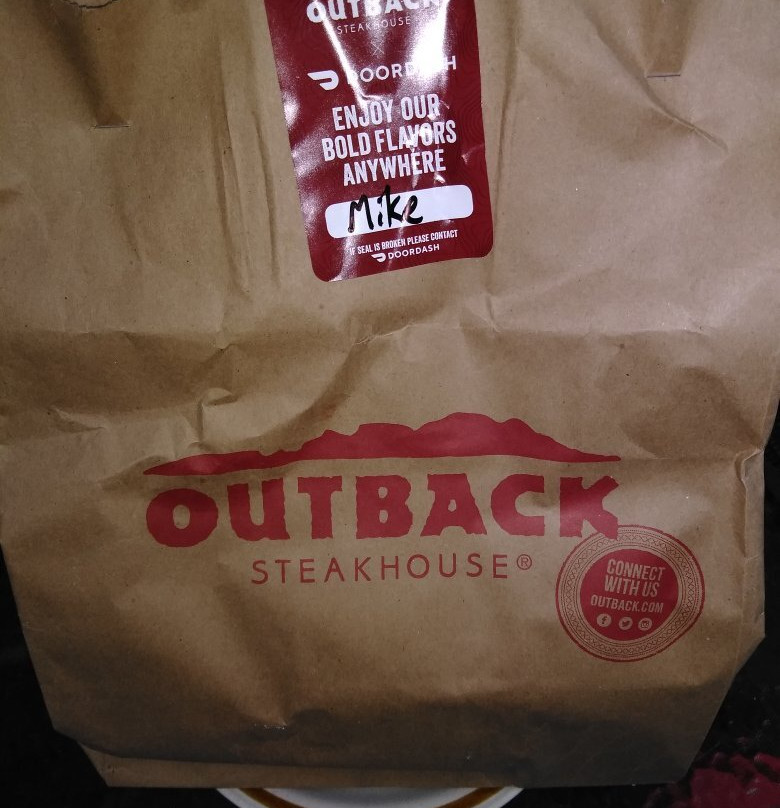 OUTBACK
STEAKHOUSE
X
DOORDASH
ENJOY OUR
BOLD FLAVORS
ANYWHERE
Mike
IF SEAL IS BROKEN PLEASE CONTACT
DOORDASH
OUTBACK
STEAKHOUSE®
CONNECT
WITH US
OUTBACK.COM